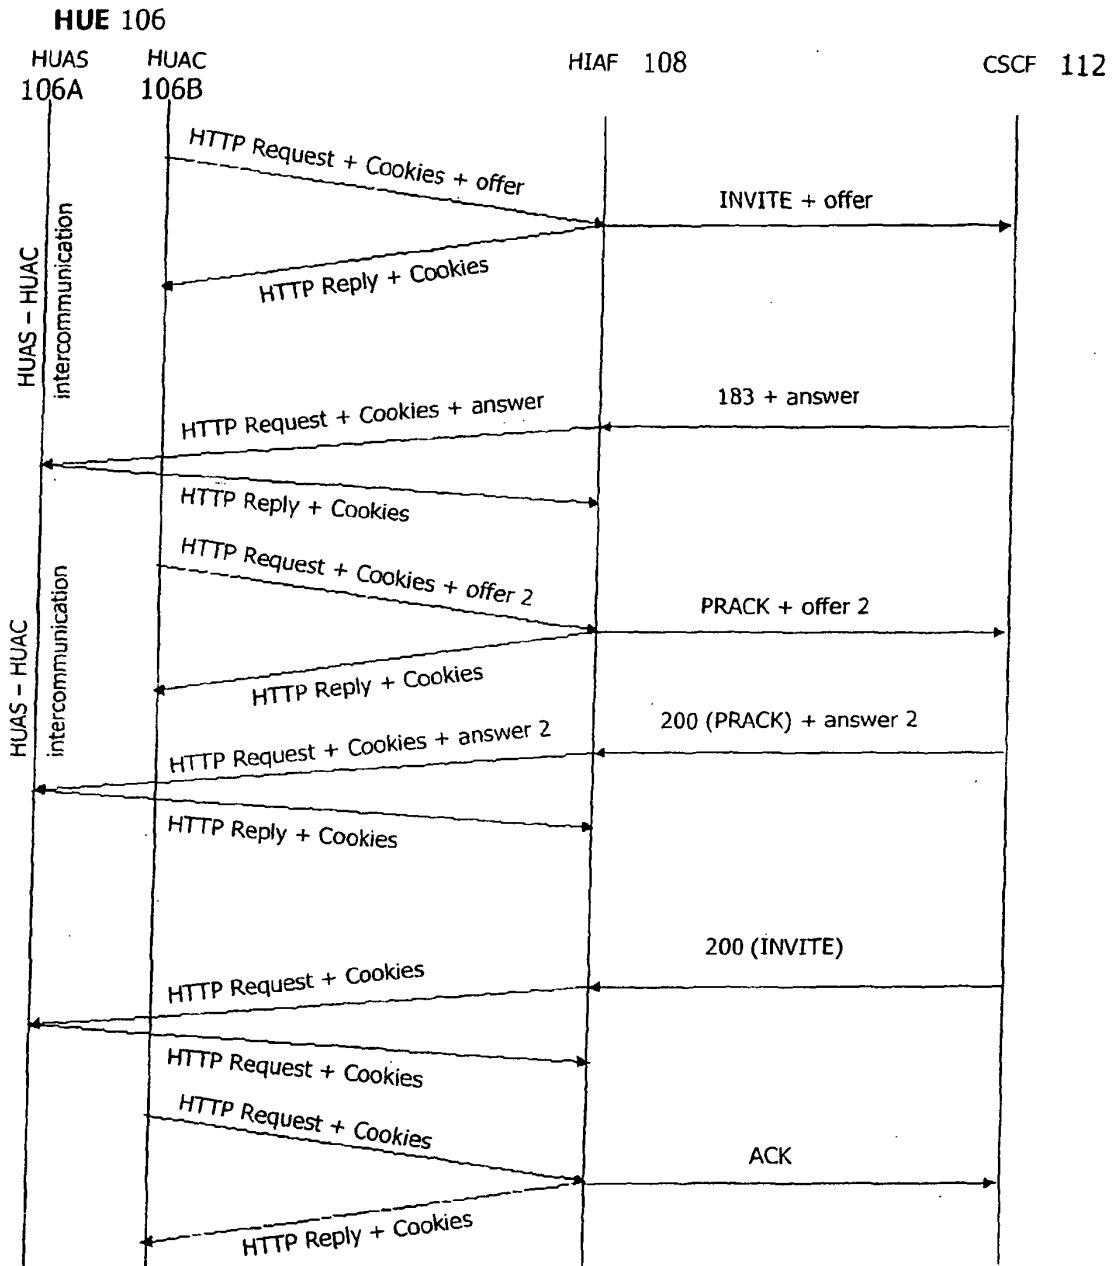 HUE 106
HUAS HUAC HIAF 108 CSCF 112
106A 106B
HTTP Request + Cookies + offer
INVITE + offer
HTTP Reply + Cookies
HUAS – HUAC
intercommunication
183 + answer
HTTP Request + Cookies + answer
HTTP Reply + Cookies
HTTP Request + Cookies + offer 2
PRACK + offer 2
HTTP Reply + Cookies
HUAS – HUAC
intercommunication
200 (PRACK) + answer 2
HTTP Request + Cookies + answer 2
HTTP Reply + Cookies
200 (INVITE)
HTTP Request + Cookies
HTTP Request + Cookies
HTTP Request + Cookies
ACK
HTTP Reply + Cookies